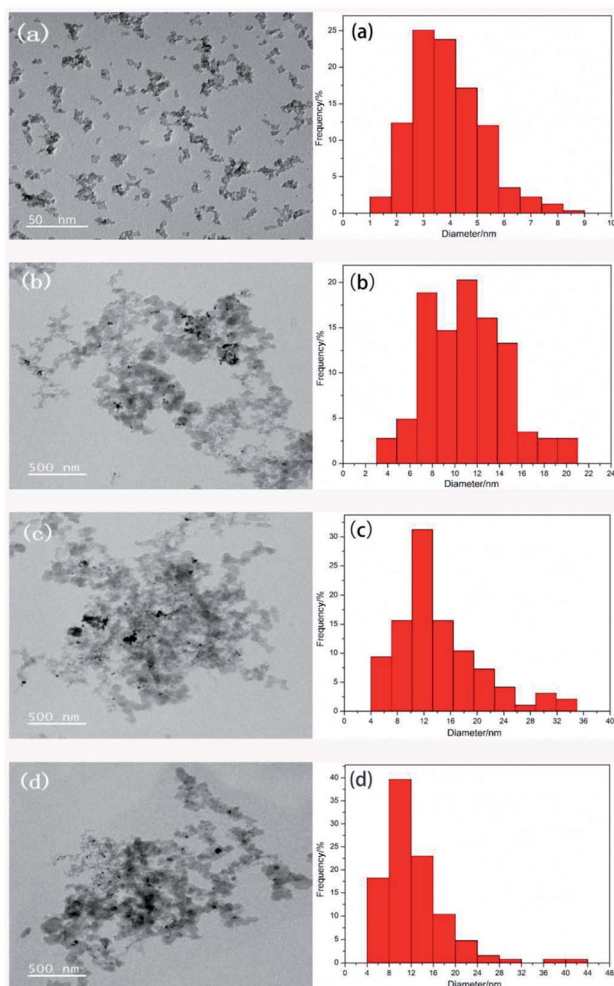 (a)
50 nm
(a)
25
20
15
10
5
0
Frequency/%
0 1 2 3 4 5 6 7 8 9 10
Diameter/nm
(b)
500 nm
(b)
20
15
10
5
0
Frequency/%
0 2 4 6 8 10 12 14 16 18 20 22 24
Diameter/nm
(c)
500 nm
(c)
30
25
20
15
10
5
0
Frequency/%
0 4 8 12 16 20 24 28 32 36 40
Diameter/nm
(d)
500 nm
(d)
40
35
30
25
20
15
10
5
0
Frequency/%
0 4 8 12 16 20 24 28 32 36 40 44 48
Diameter/nm